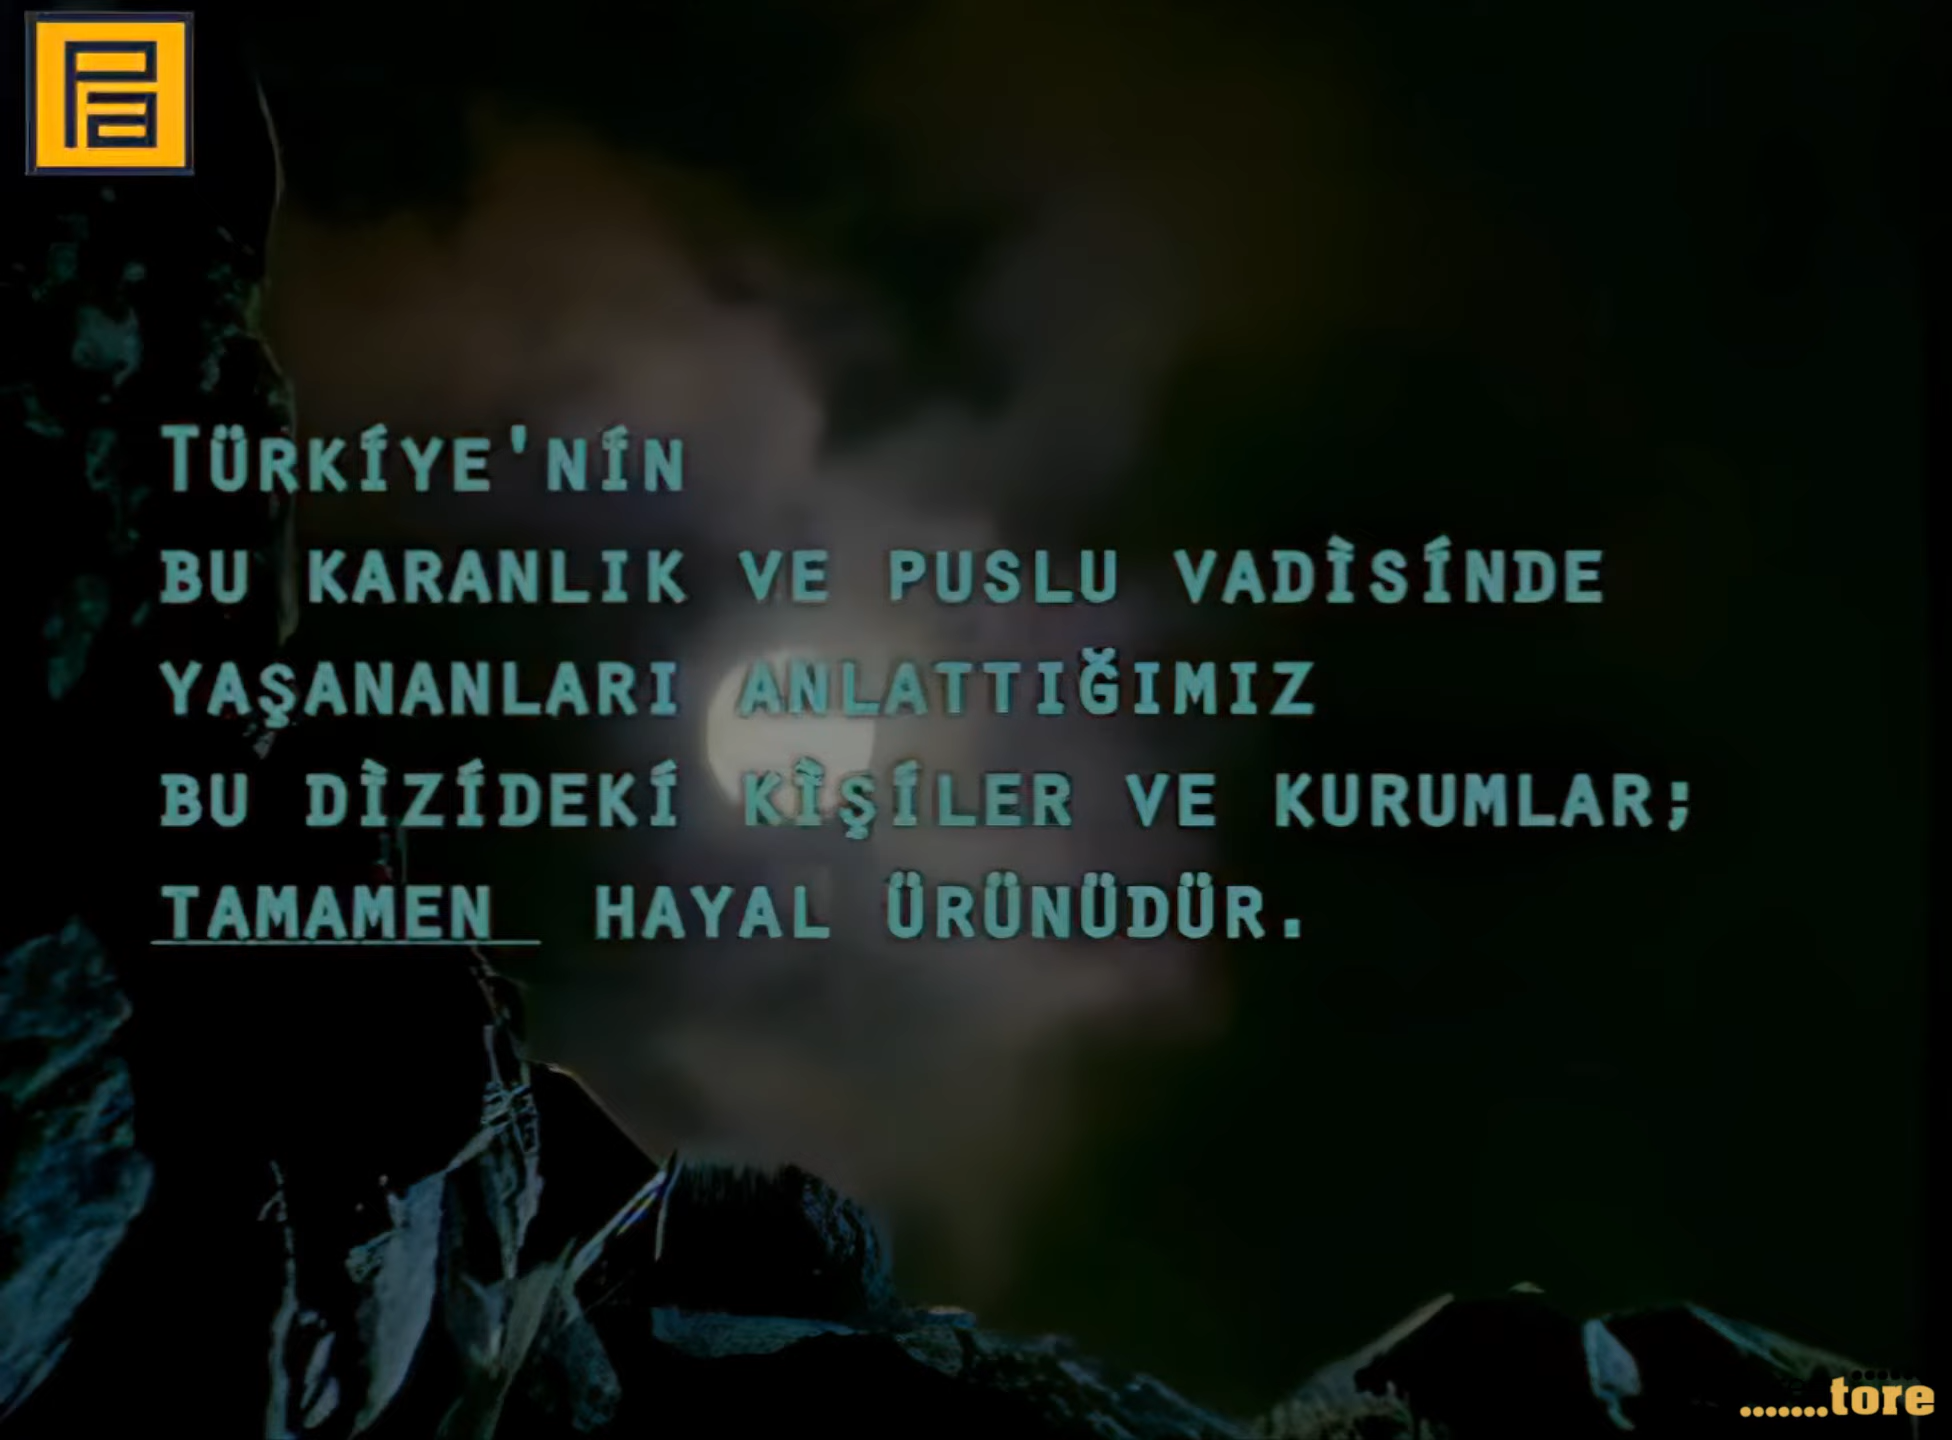 Pa
TÜRKİYE'NİN
BU KARANLIK VE PUSLU VADİSİNDE
YAŞANANLARI ANLATTIĞIMIZ
BU DİZİDEKİ KİŞİLER VE KURUMLAR;
TAMAMEN HAYAL ÜRÜNÜDÜR.
.......tore